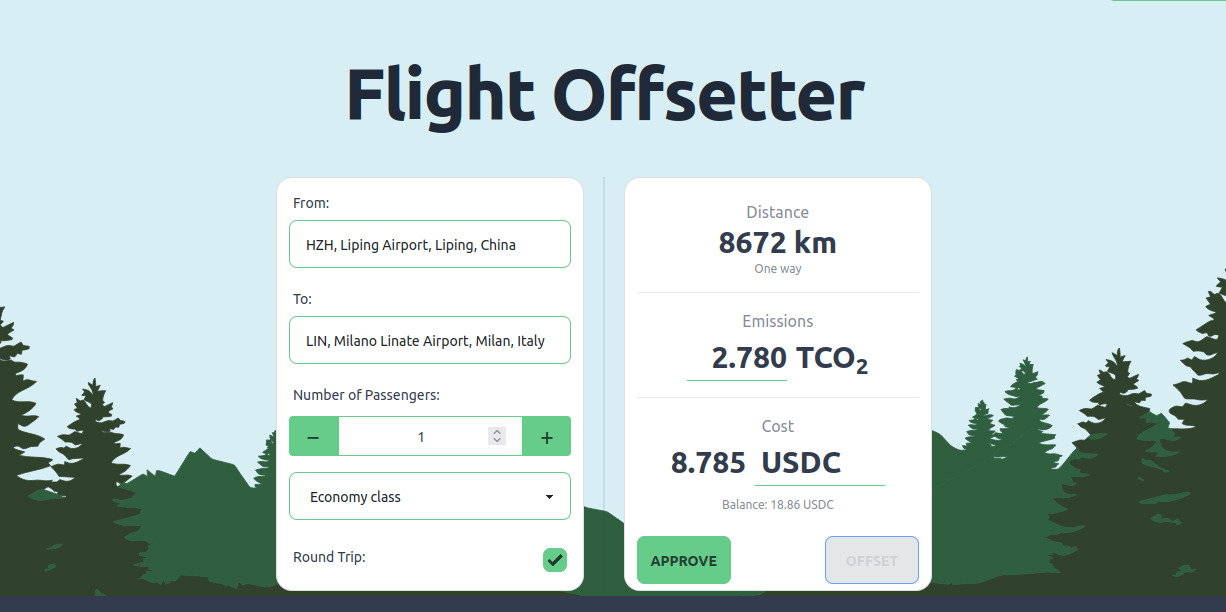 Flight Offsetter
From:
HZH, Liping Airport, Liping, China
To:
LIN, Milano Linate Airport, Milan, Italy
Number of Passengers:
− 1 +
Economy class
Round Trip:
Distance
8672 km
One way
Emissions
2.780 TCO₂
Cost
8.785 USDC
Balance: 18.86 USDC
APPROVE OFFSET